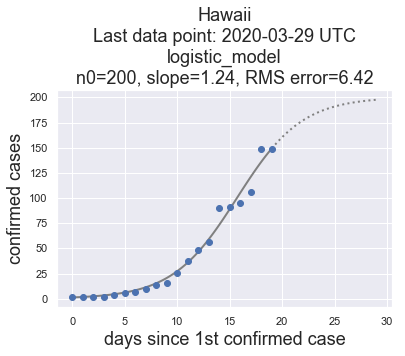 Hawaii
Last data point: 2020-03-29 UTC
logistic_model
n0=200, slope=1.24, RMS error=6.42
200
175
150
125
100
75
50
25
0
confirmed cases
0 5 10 15 20 25 30
days since 1st confirmed case